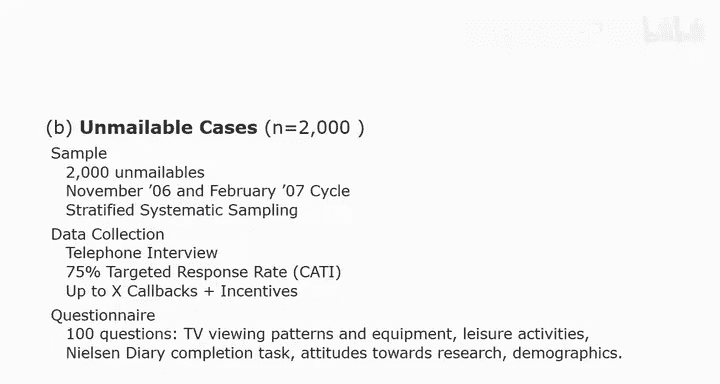 (b) Unmailable Cases (n=2,000 )
Sample
2,000 unmailables
November ’06 and February ’07 Cycle
Stratified Systematic Sampling
Data Collection
Telephone Interview
75% Targeted Response Rate (CATI)
Up to X Callbacks + Incentives
Questionnaire
100 questions: TV viewing patterns and equipment, leisure activities,
Nielsen Diary completion task, attitudes towards research, demographics.